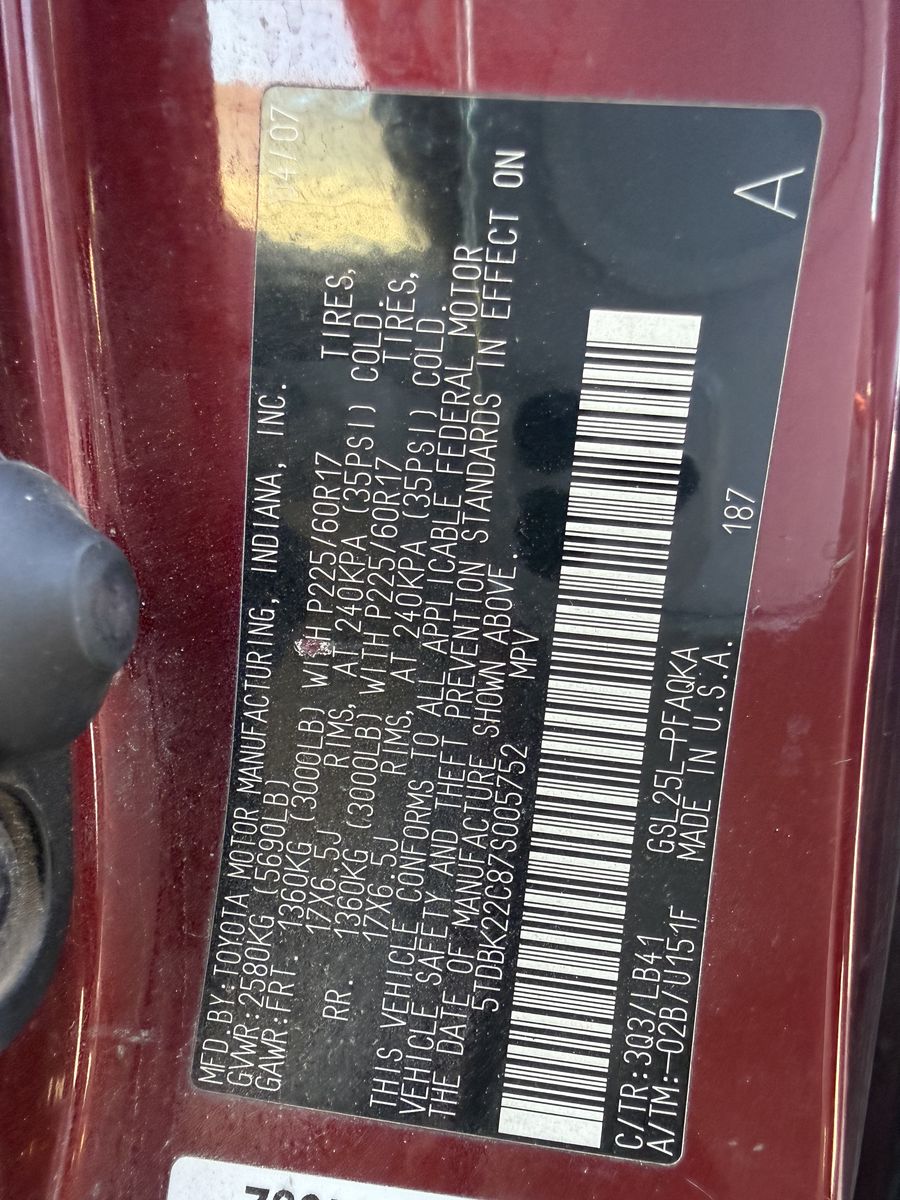 MFD.BY:TOYOTA MOTOR MANUFACTURING, INDIANA, INC. 4/07
GVWR:2580KG (5690LB)
GAWR:FRT. 1360KG (3000LB) WITH P225/60R17 TIRES,
17X6.5J RIMS, AT 240KPA (35PSI) COLD.
RR. 1360KG (3000LB) WITH P225/60R17 TIRES,
17X6.5J RIMS, AT 240KPA (35PSI) COLD.
THIS VEHICLE CONFORMS TO ALL APPLICABLE FEDERAL MOTOR
VEHICLE SAFETY AND THEFT PREVENTION STANDARDS IN EFFECT ON
THE DATE OF MANUFACTURE SHOWN ABOVE.
5TDBK22C87S005752 MPV
A
C/TR:3Q3/LB41 GSL25L-PFAQKA 187
A/TM:-02B/U151F MADE IN U.S.A.